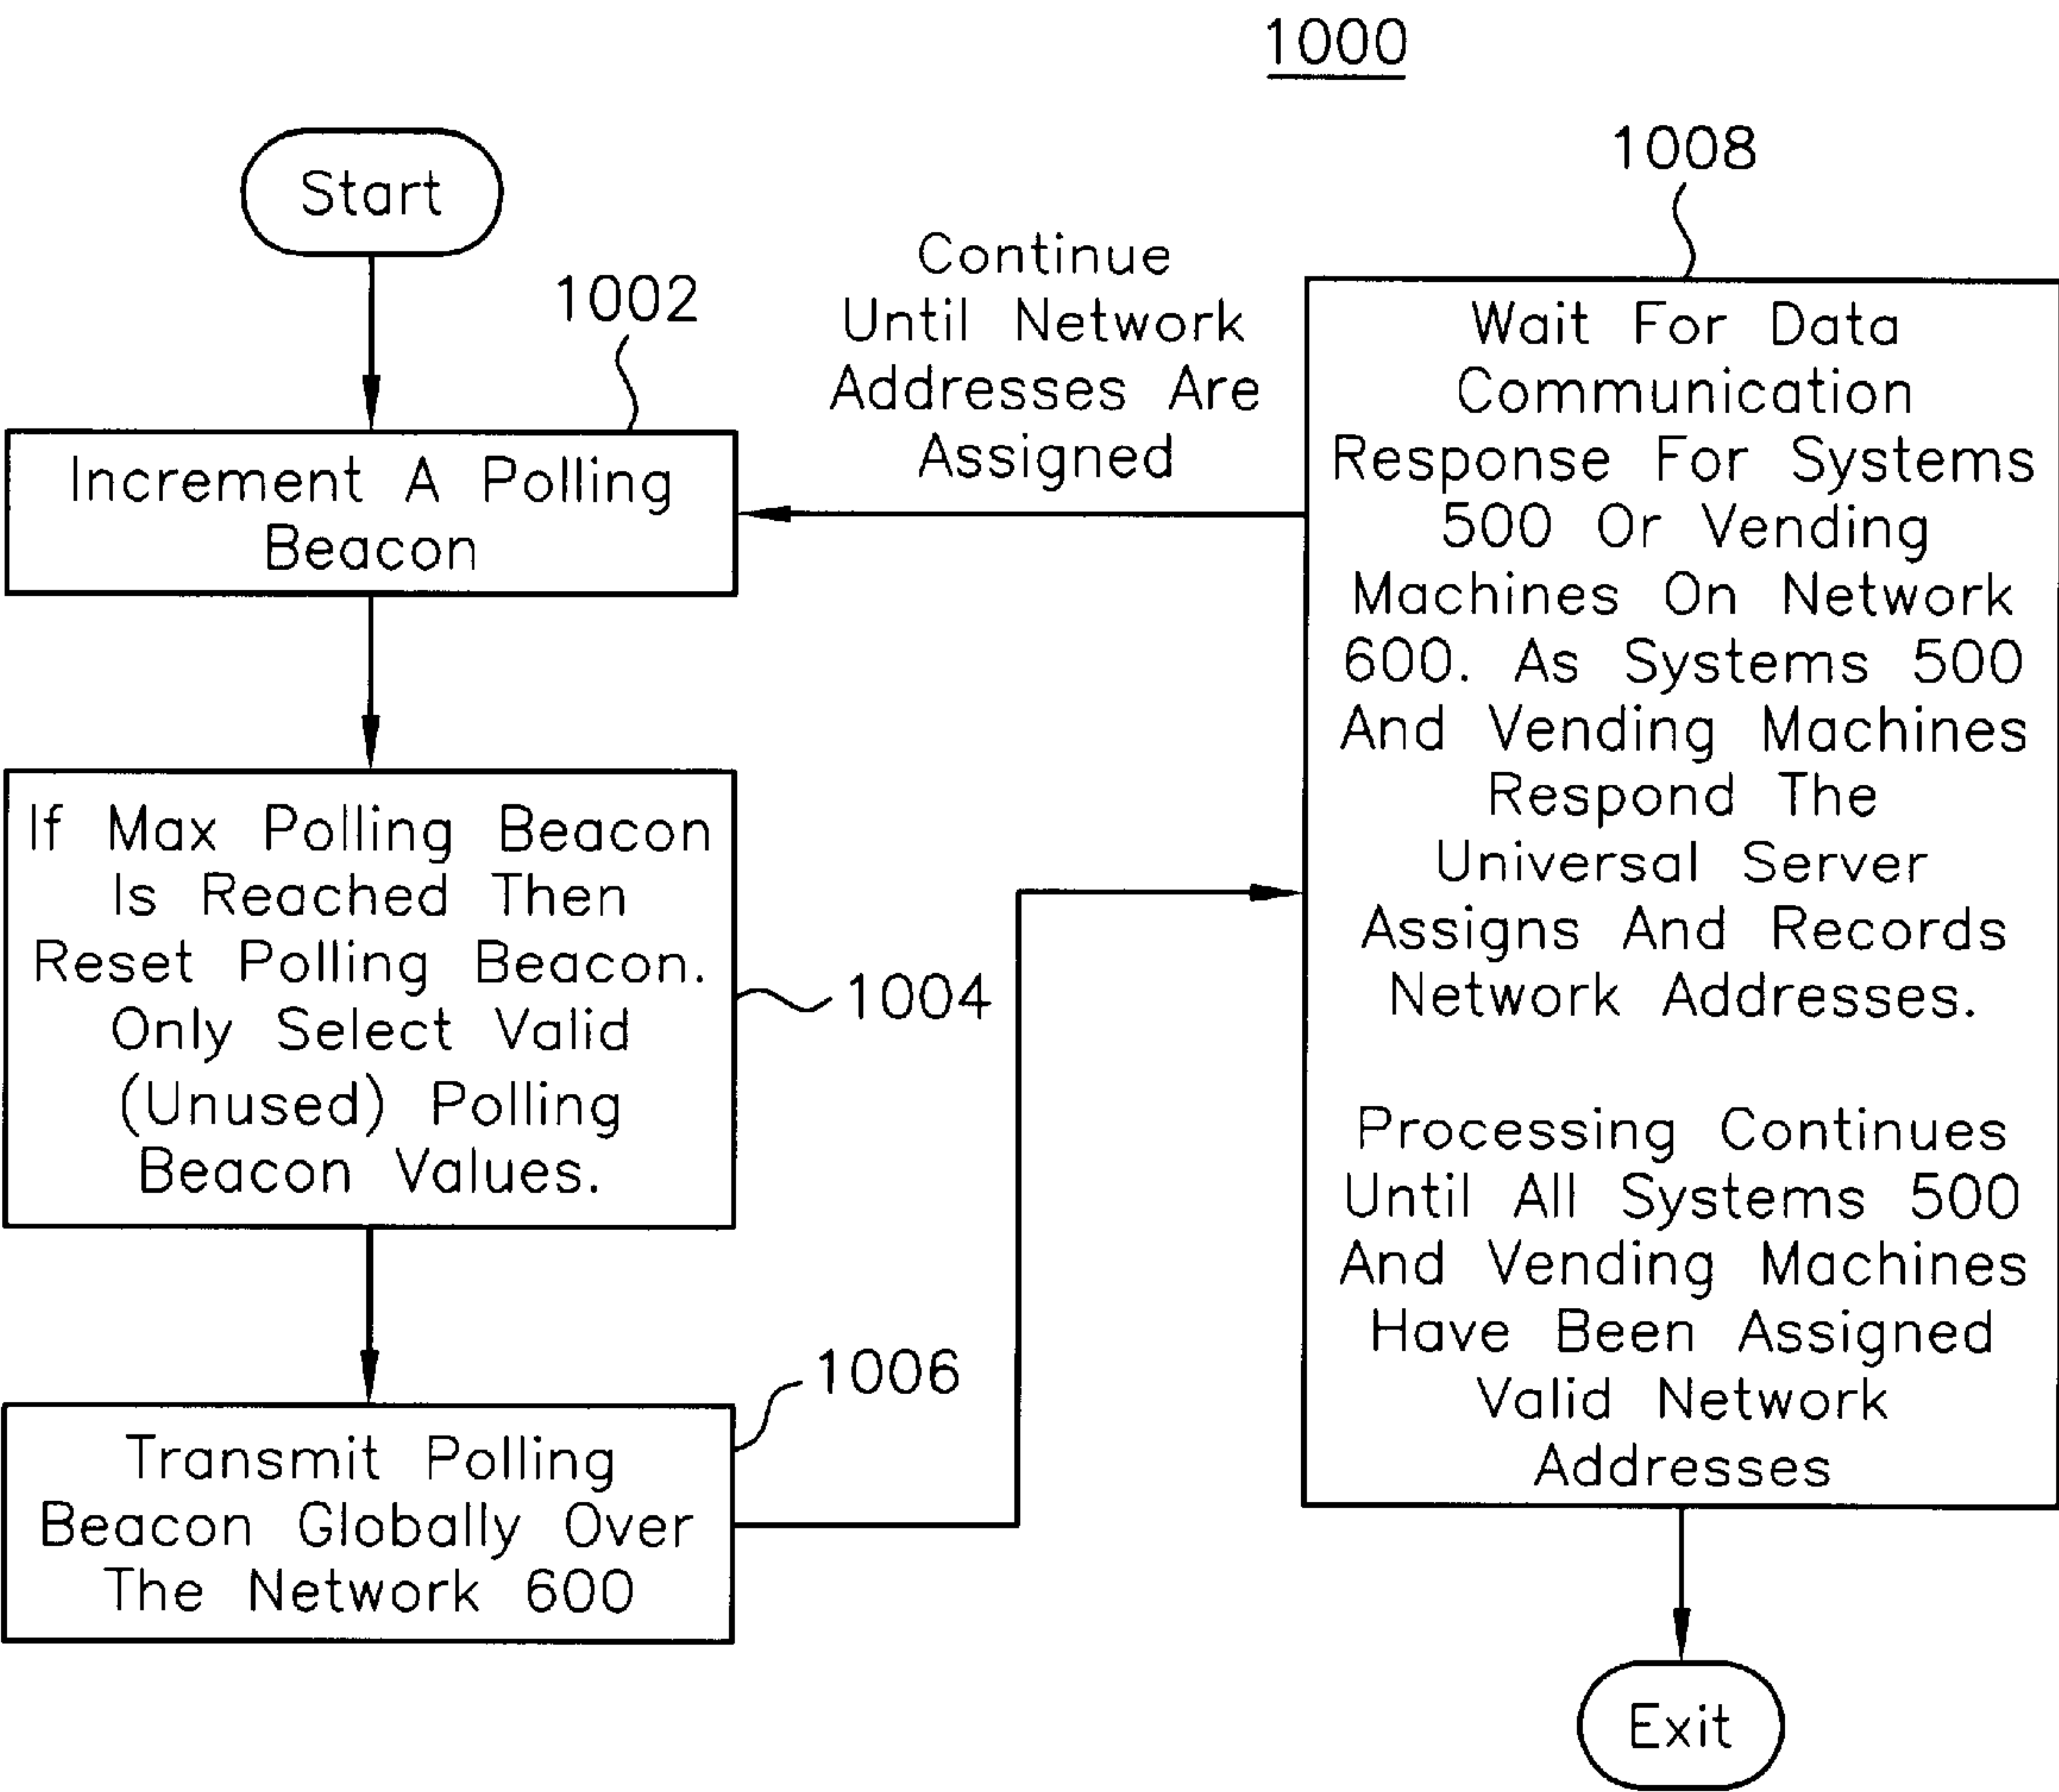 1000
Start
1002
Increment A Polling
Beacon
If Max Polling Beacon
Is Reached Then
Reset Polling Beacon.
Only Select Valid
(Unused) Polling
Beacon Values.
1004
Transmit Polling
Beacon Globally Over
The Network 600
1006
Continue
Until Network
Addresses Are
Assigned
1008
Wait For Data
Communication
Response For Systems
500 Or Vending
Machines On Network
600. As Systems 500
And Vending Machines
Respond The
Universal Server
Assigns And Records
Network Addresses.
Processing Continues
Until All Systems 500
And Vending Machines
Have Been Assigned
Valid Network
Addresses
Exit